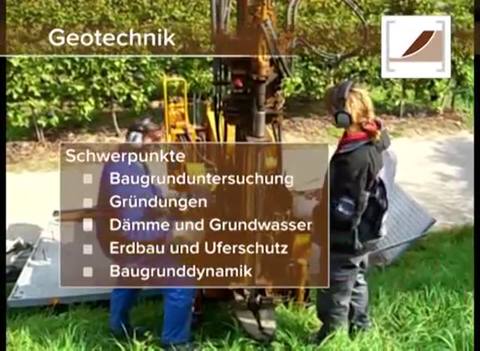 Geotechnik
Schwerpunkte
Baugrunduntersuchung
Gründungen
Dämme und Grundwasser
Erdbau und Uferschutz
Baugrunddynamik